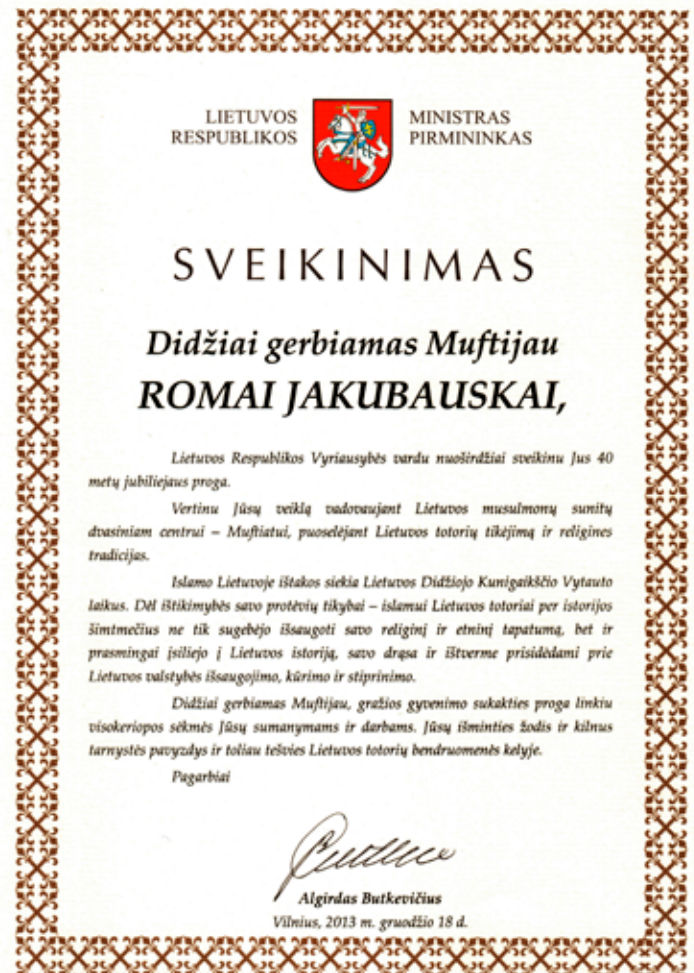 LIETUVOS RESPUBLIKOS
MINISTRAS PIRMININKAS
SVEIKINIMAS
Didžiai gerbiamas Muftijau
ROMAI JAKUBAUSKAI,
Lietuvos Respublikos Vyriausybės vardu nuoširdžiai sveikinu Jus 40
metų jubiliejaus proga.
Vertinu Jūsų veiklą vadovaujant Lietuvos musulmonų sunitų
dvasiniam centrui – Muftiatui, puoselėjant Lietuvos totorių tikėjimą ir religines
tradicijas.
Islamo Lietuvoje ištakos siekia Lietuvos Didžiojo Kunigaikščio Vytauto
laikus. Dėl ištikimybės savo protėvių tikybai – islamui Lietuvos totoriai per istorijos
šimtmečius ne tik sugebėjo išsaugoti savo religinį ir etninį tapatumą, bet ir
prasmingai įsiliejo į Lietuvos istoriją, savo drąsa ir ištverme prisidėdami prie
Lietuvos valstybės išsaugojimo, kūrimo ir stiprinimo.
Didžiai gerbiamas Muftijau, gražios gyvenimo sukakties proga linkiu
visokeriopos sėkmės Jūsų sumanymams ir darbams. Jūsų išminties žodis ir kilnus
tarnystės pavyzdys ir toliau tešvies Lietuvos totorių bendruomenės kelyje.
Pagarbiai
Algirdas Butkevičius
Vilnius, 2013 m. gruodžio 18 d.